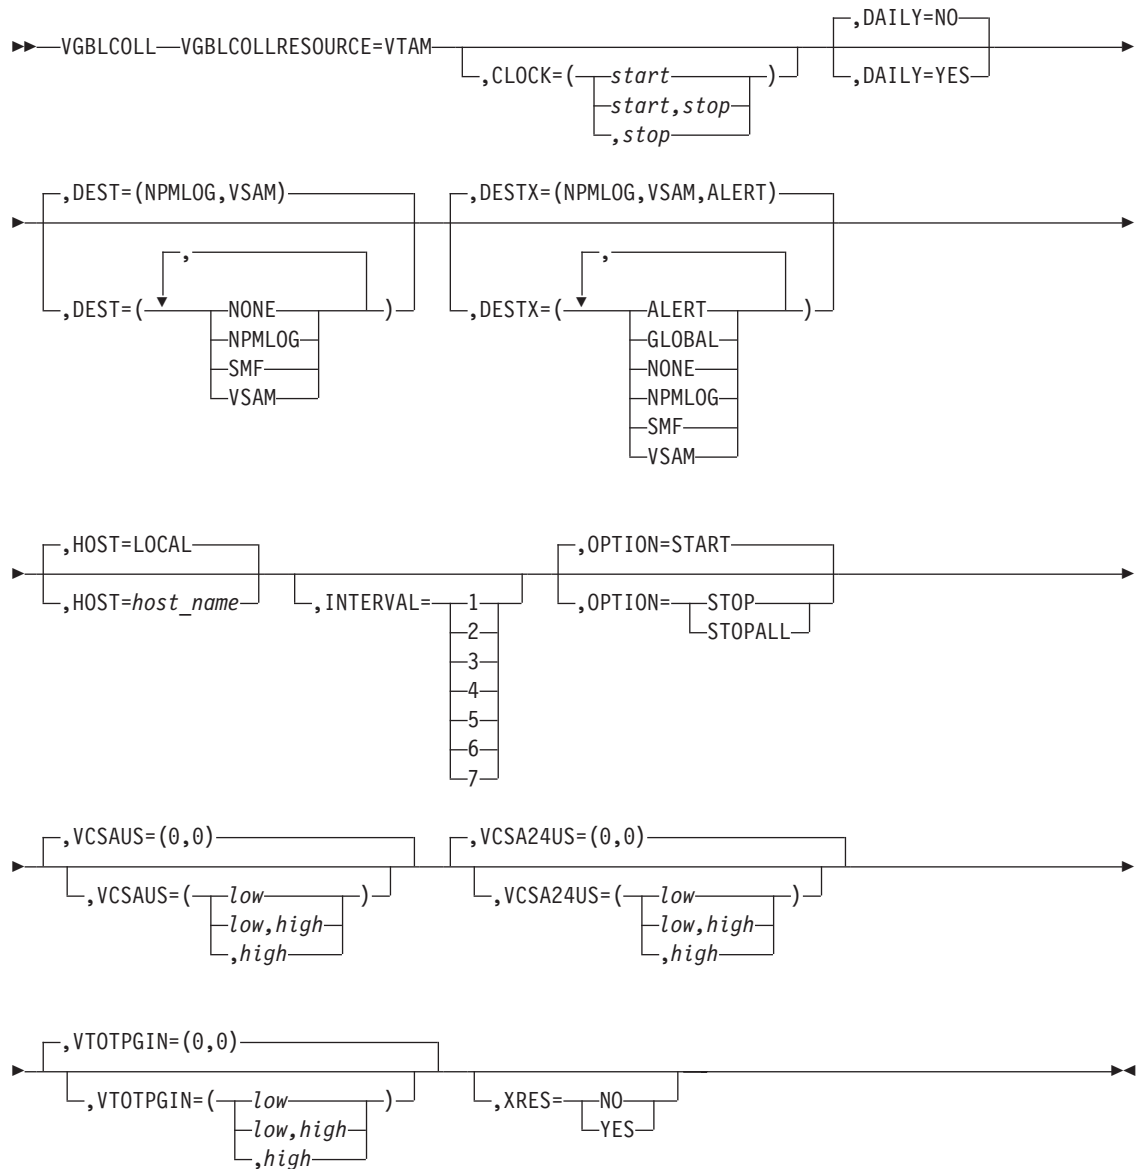 VGBLCOLL VGBLCOLLRESOURCE=VTAM
,CLOCK=( start )
start,stop
,stop
,DAILY=NO
,DAILY=YES
,DEST=(NPMLOG,VSAM)
,
,DEST=( NONE )
NPMLOG
SMF
VSAM
,DESTX=(NPMLOG,VSAM,ALERT)
,
,DESTX=( ALERT )
GLOBAL
NONE
NPMLOG
SMF
VSAM
,HOST=LOCAL
,HOST=host_name
,INTERVAL= 1
2
3
4
5
6
7
,OPTION=START
,OPTION= STOP
STOPALL
,VCSAUS=(0,0)
,VCSAUS=( low )
low,high
,high
,VCSA24US=(0,0)
,VCSA24US=( low )
low,high
,high
,VTOTPGIN=(0,0)
,VTOTPGIN=( low )
low,high
,high
,XRES= NO
YES